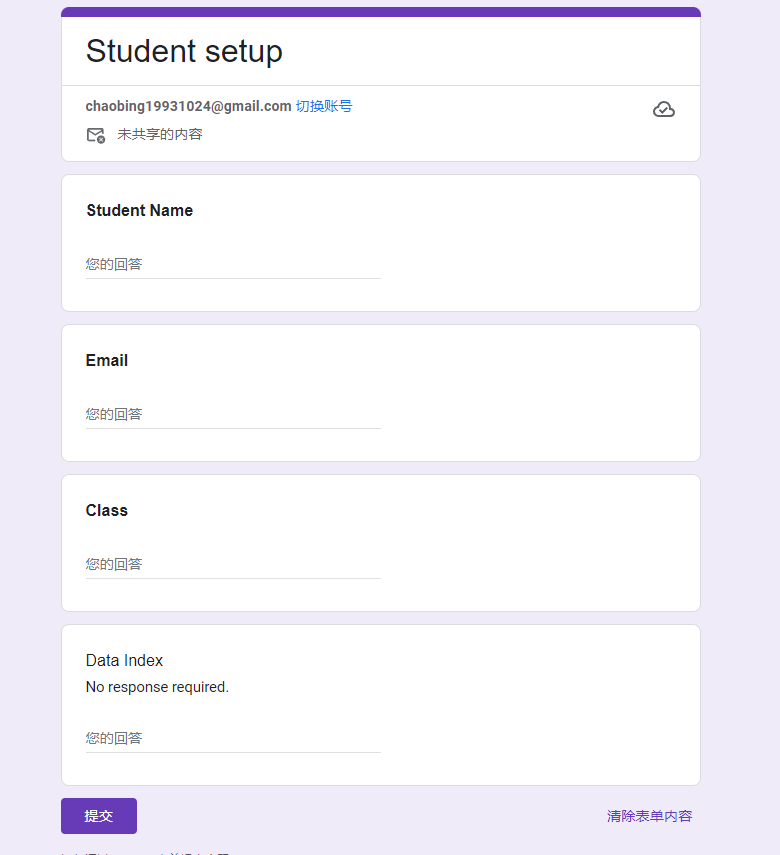 Student setup
chaobing19931024@gmail.com 切换账号
未共享的内容
Student Name
您的回答
Email
您的回答
Class
您的回答
Data Index
No response required.
您的回答
提交 清除表单内容